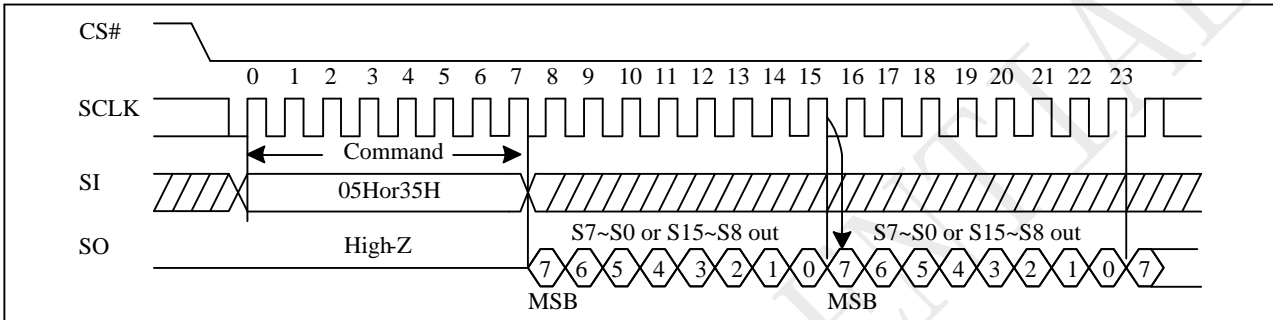 CS#
0 1 2 3 4 5 6 7 8 9 10 11 12 13 14 15 16 17 18 19 20 21 22 23
SCLK
Command
SI
05Hor35H
SO
High-Z
S7~S0 or S15~S8 out
S7~S0 or S15~S8 out
7 6 5 4 3 2 1 0 7 6 5 4 3 2 1 0 7
MSB
MSB